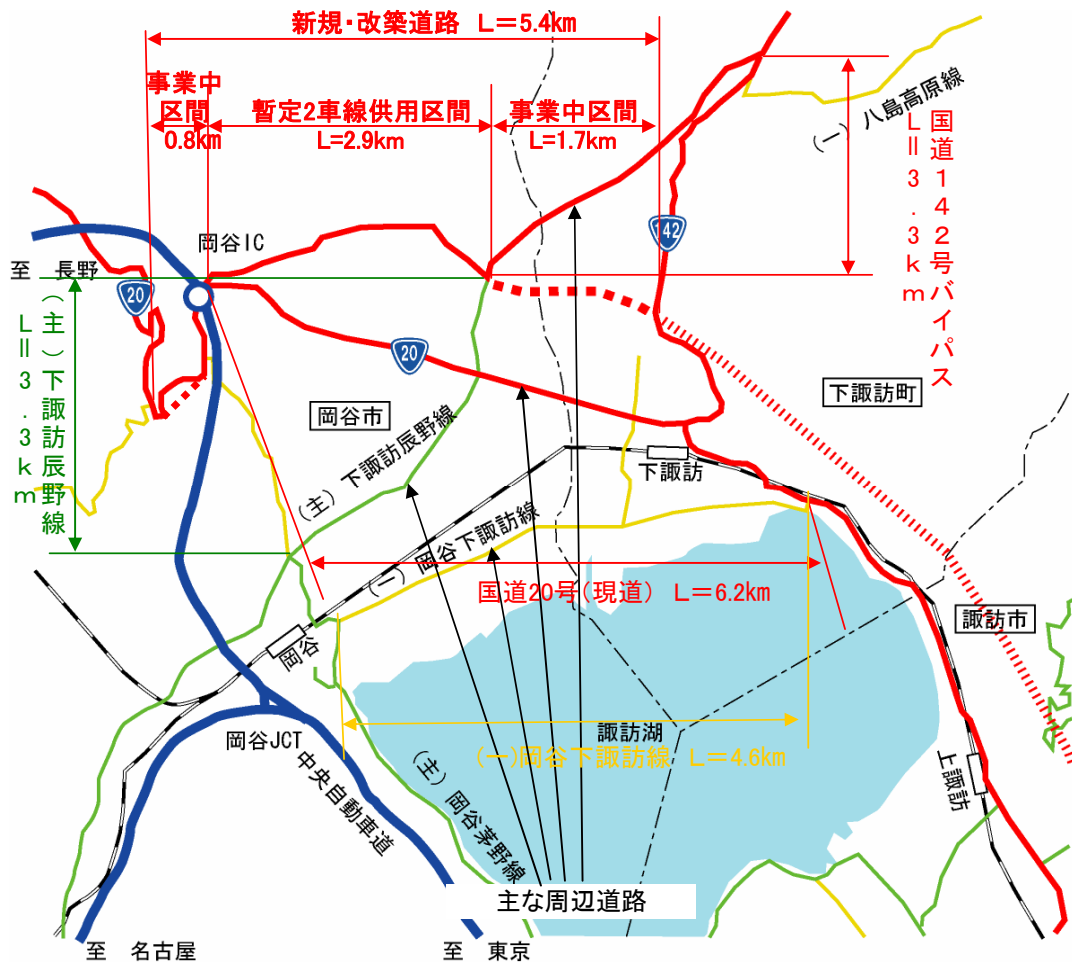 新規・改築道路 L=5.4km
事業中
区間
0.8km
暫定2車線供用区間
L=2.9km
事業中区間
L=1.7km
(一)八島高原線
国道142号バイパス
L=3.3km
142
岡谷IC
至 長野
20
(主)下諏訪辰野線
L=3.3km
20
岡谷市
下諏訪町
(主)下諏訪辰野線
下諏訪
(一)岡谷下諏訪線
国道20号(現道) L=6.2km
諏訪市
岡谷
諏訪湖
岡谷JCT
(一)岡谷下諏訪線 L=4.6km
上諏訪
中央自動車道
(主)岡谷茅野線
主な周辺道路
至 名古屋
至 東京